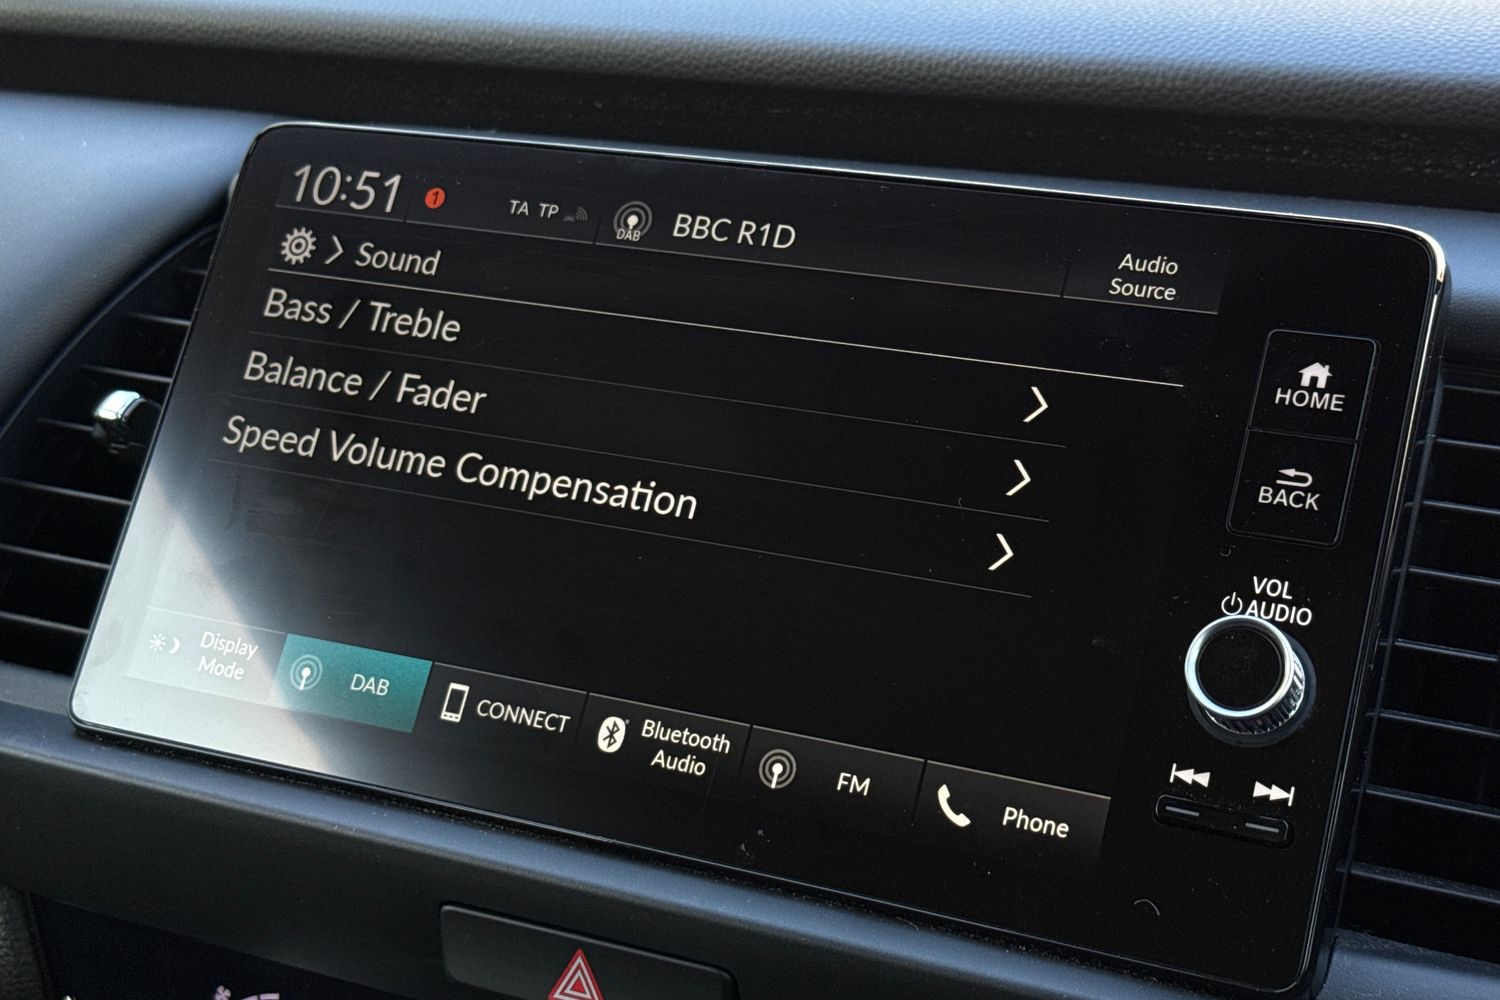 10:51 1 TA TP DAB BBC R1D
Audio
Source
Sound
Bass / Treble
Balance / Fader
Speed Volume Compensation
HOME
BACK
VOL
AUDIO
Display
Mode
DAB
CONNECT
Bluetooth
Audio
FM
Phone